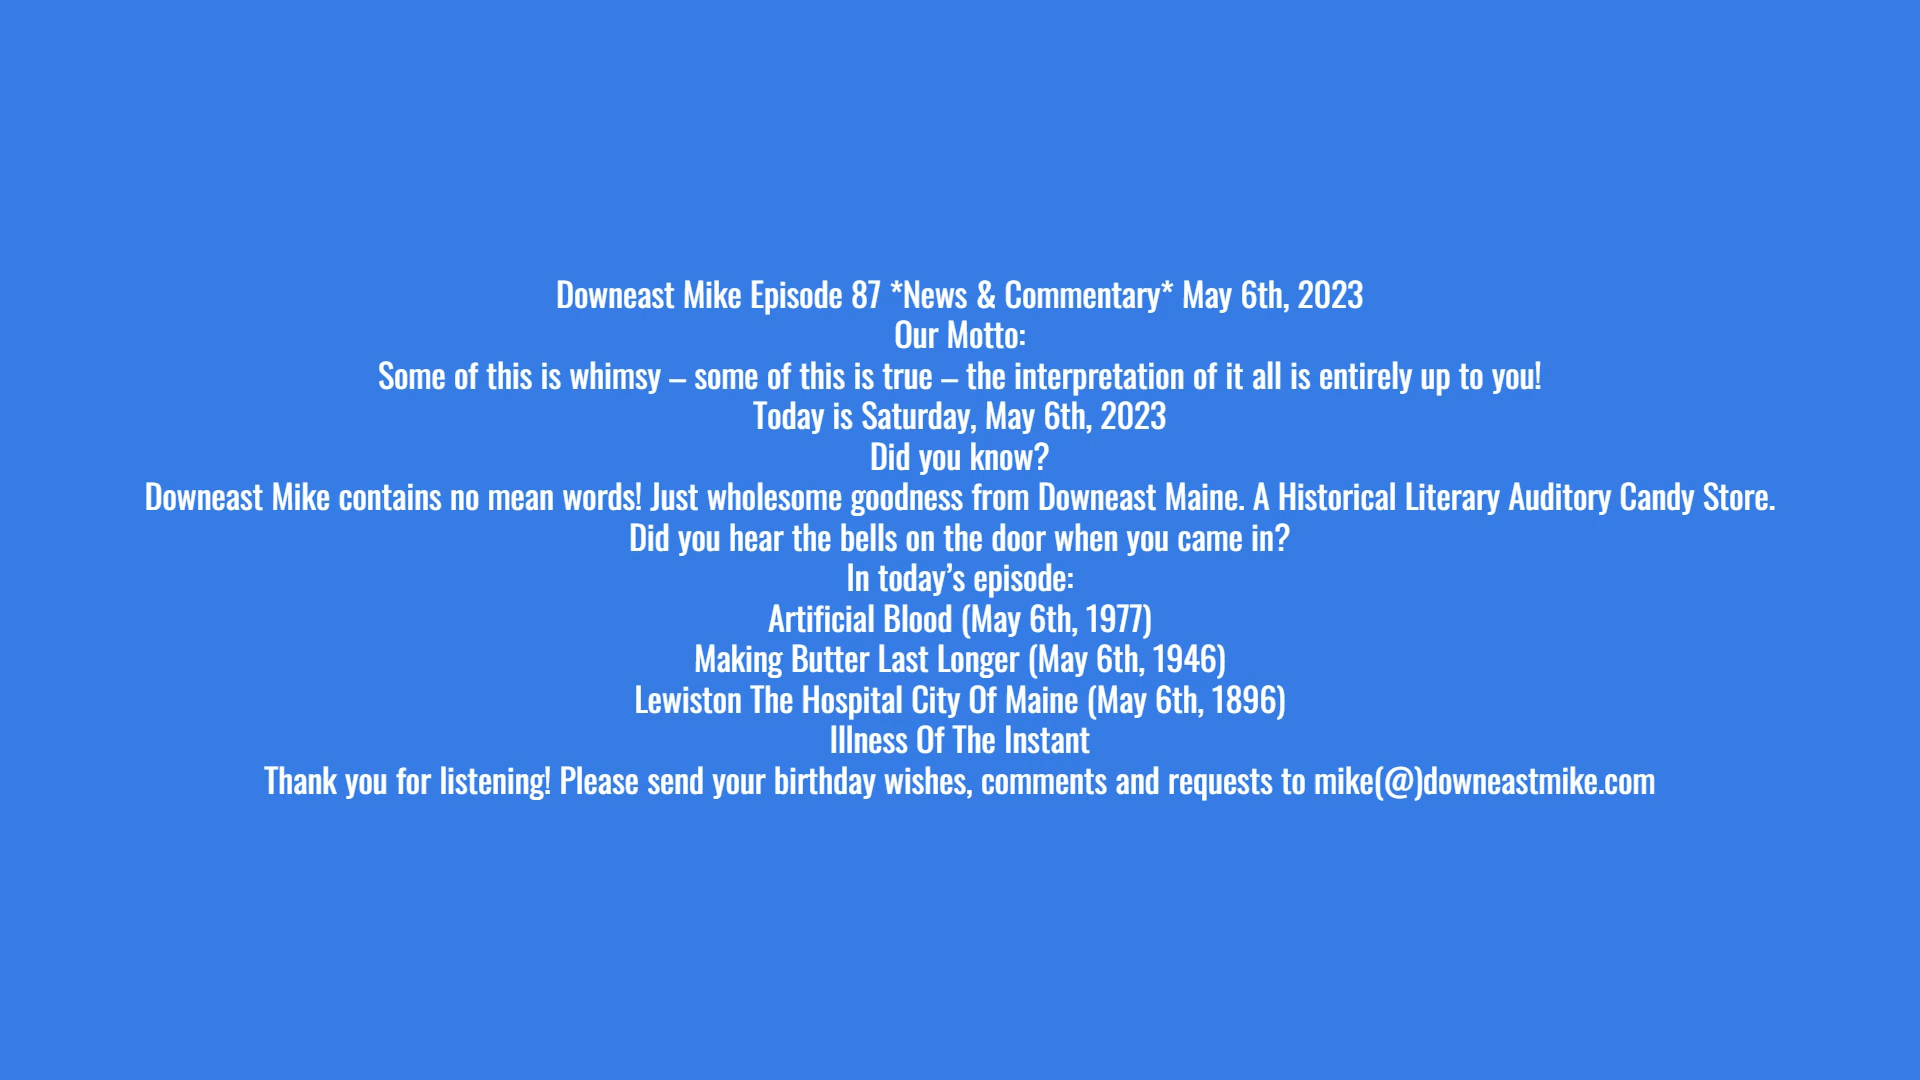 Downeast Mike Episode 87 *News & Commentary* May 6th, 2023
Our Motto:
Some of this is whimsy – some of this is true – the interpretation of it all is entirely up to you!
Today is Saturday, May 6th, 2023
Did you know?
Downeast Mike contains no mean words! Just wholesome goodness from Downeast Maine. A Historical Literary Auditory Candy Store.
Did you hear the bells on the door when you came in?
In today’s episode:
Artificial Blood (May 6th, 1977)
Making Butter Last Longer (May 6th, 1946)
Lewiston The Hospital City Of Maine (May 6th, 1896)
Illness Of The Instant
Thank you for listening! Please send your birthday wishes, comments and requests to mike(@)downeastmike.com